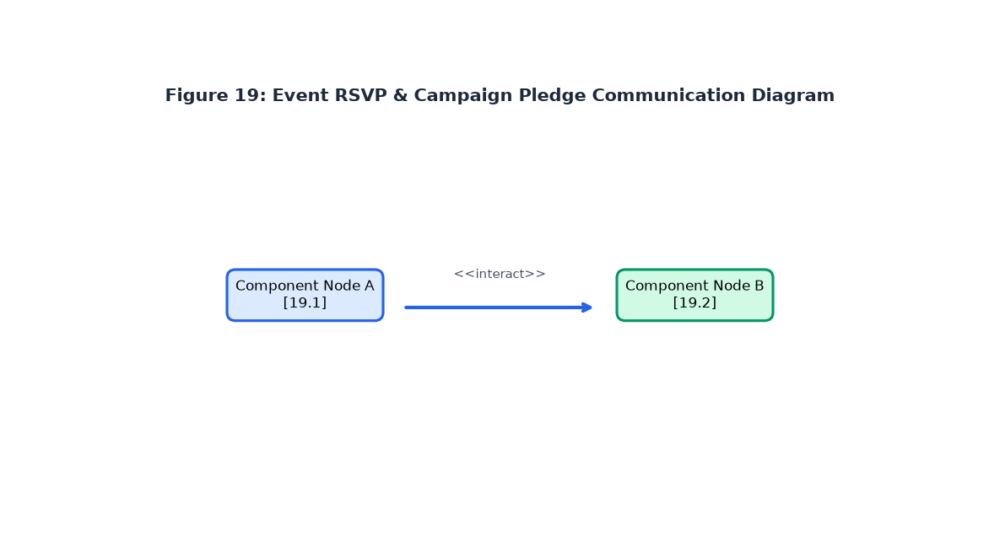 Figure 19: Event RSVP & Campaign Pledge Communication Diagram
<<interact>>
Component Node A
[19.1]
Component Node B
[19.2]